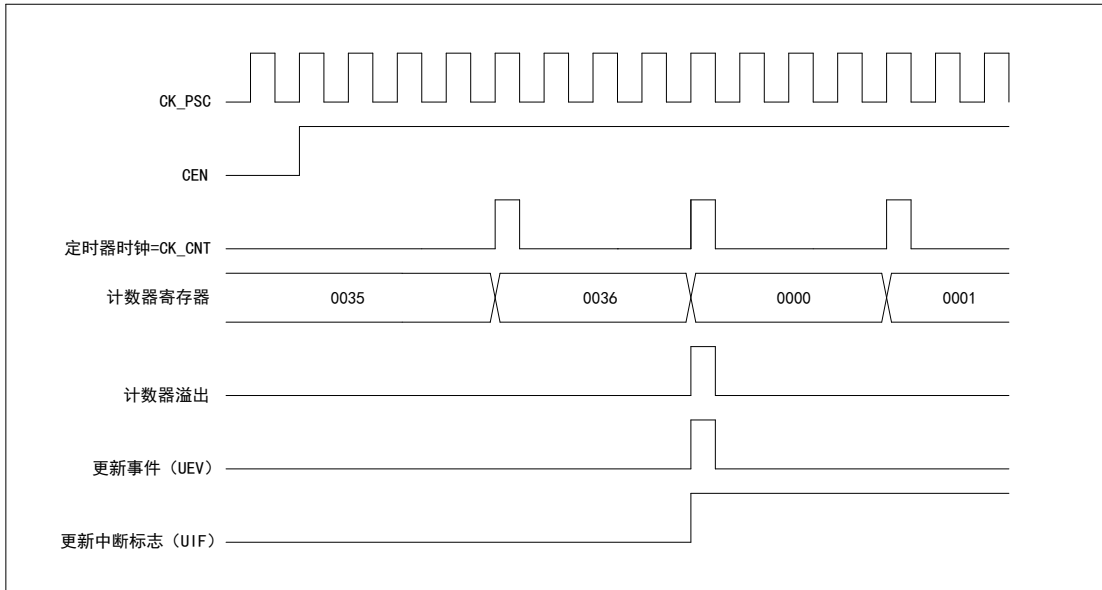 CK_PSC
CEN
定时器时钟=CK_CNT
计数器寄存器 0035 0036 0000 0001
计数器溢出
更新事件（UEV）
更新中断标志（UIF）